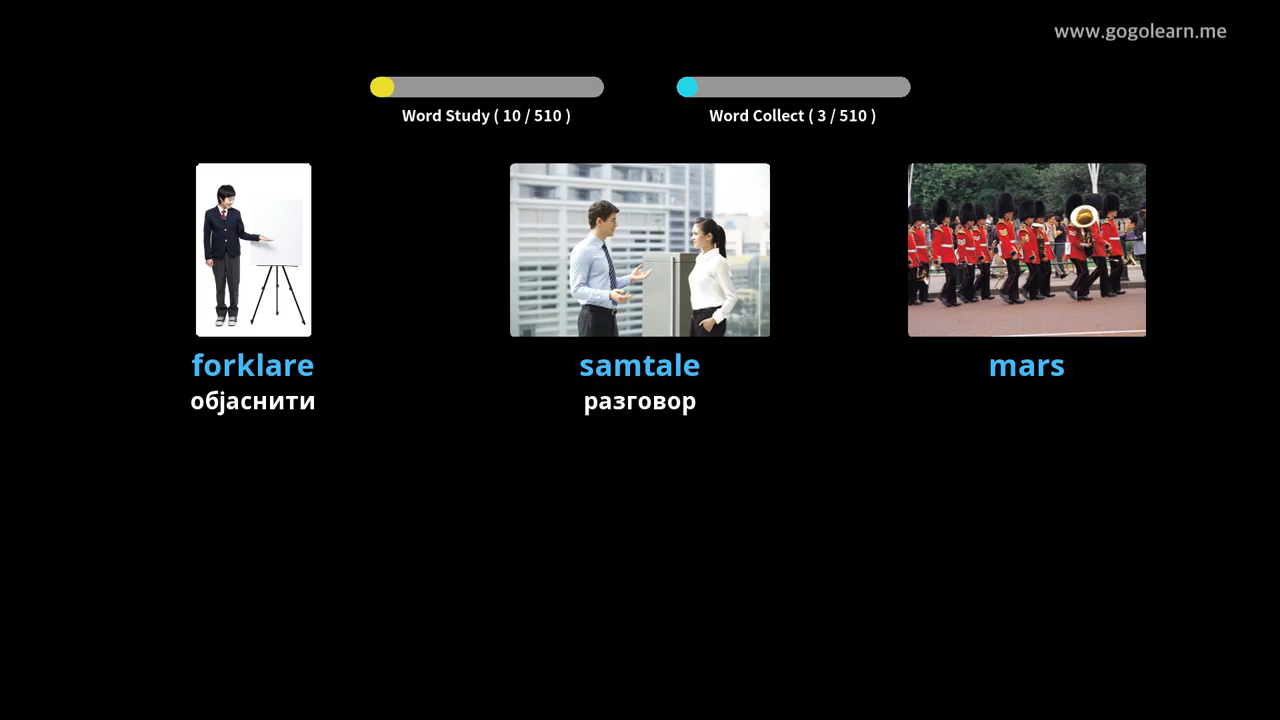 www.gogolearn.me
Word Study ( 10 / 510 )
Word Collect ( 3 / 510 )
forklare
објаснити
samtale
разговор
mars